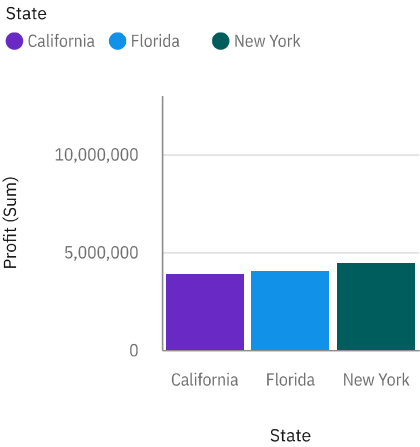 State
California Florida New York
10,000,000
5,000,000
0
Profit (Sum)
California Florida New York
State